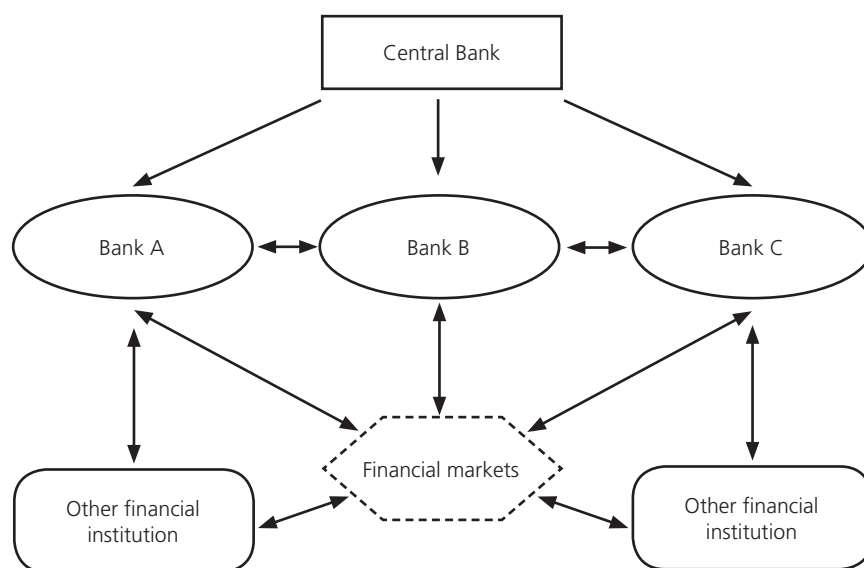 Central Bank
Bank A
Bank B
Bank C
Financial markets
Other financial
institution
Other financial
institution